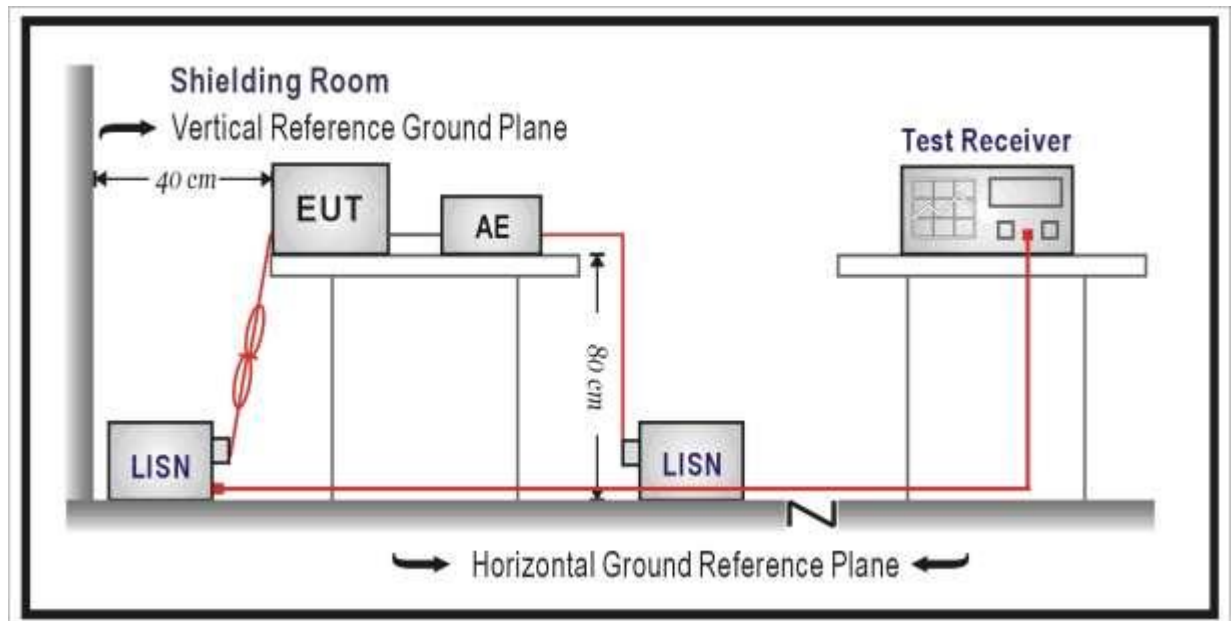 Shielding Room
Vertical Reference Ground Plane
Test Receiver
40 cm
EUT
AE
80 cm
LISN
LISN
Horizontal Ground Reference Plane